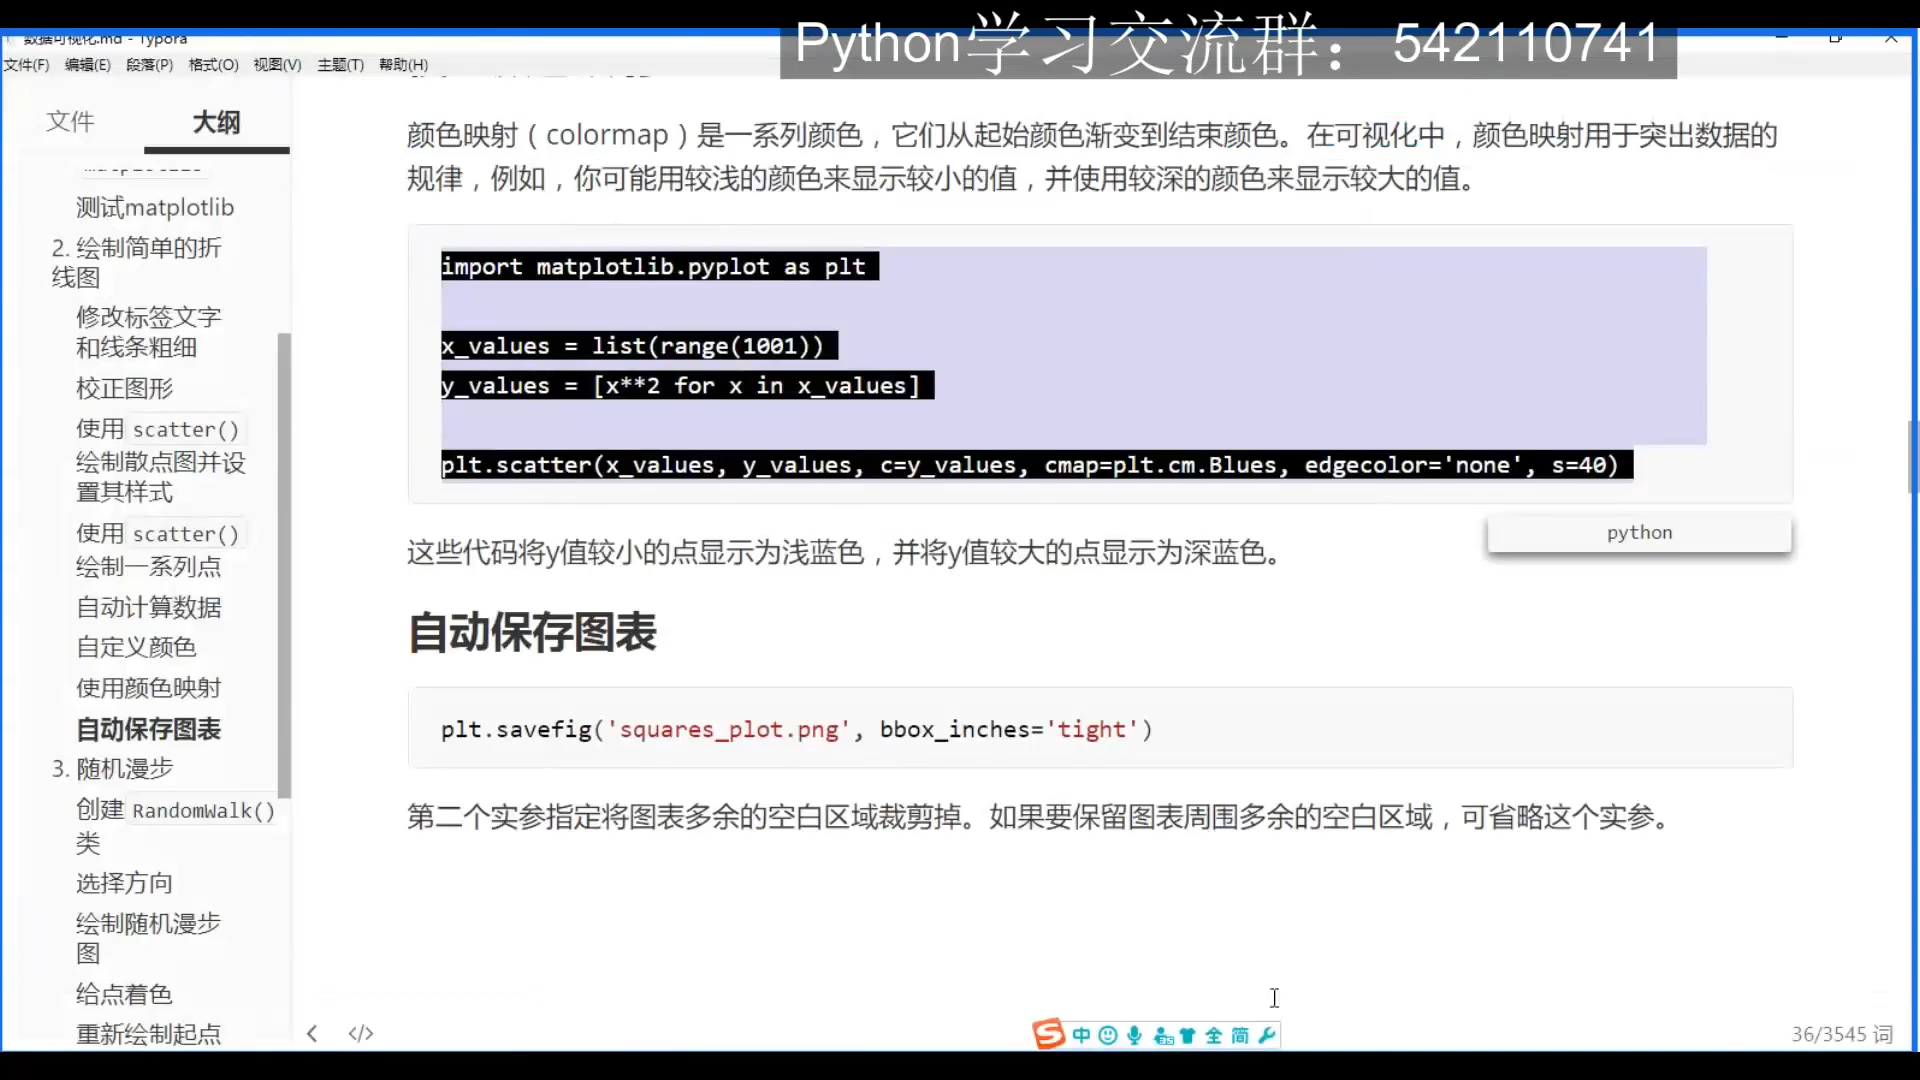 Python学习交流群：542110741
数据可视化.md - Typora
文件(F) 编辑(E) 段落(P) 格式(O) 视图(V) 主题(T) 帮助(H)
文件 大纲
测试matplotlib
2. 绘制简单的折
线图
修改标签文字
和线条粗细
校正图形
使用 scatter()
绘制散点图并设
置其样式
使用 scatter()
绘制一系列点
自动计算数据
自定义颜色
使用颜色映射
自动保存图表
3. 随机漫步
创建 RandomWalk()
类
选择方向
绘制随机漫步
图
给点着色
重新绘制起点
颜色映射（colormap）是一系列颜色，它们从起始颜色渐变到结束颜色。在可视化中，颜色映射用于突出数据的
规律，例如，你可能用较浅的颜色来显示较小的值，并使用较深的颜色来显示较大的值。
import matplotlib.pyplot as plt
x_values = list(range(1001))
y_values = [x**2 for x in x_values]
plt.scatter(x_values, y_values, c=y_values, cmap=plt.cm.Blues, edgecolor='none', s=40)
python
这些代码将y值较小的点显示为浅蓝色，并将y值较大的点显示为深蓝色。
自动保存图表
plt.savefig('squares_plot.png', bbox_inches='tight')
第二个实参指定将图表多余的空白区域裁剪掉。如果要保留图表周围多余的空白区域，可省略这个实参。
</>
S 中 全 简
36/3545 词